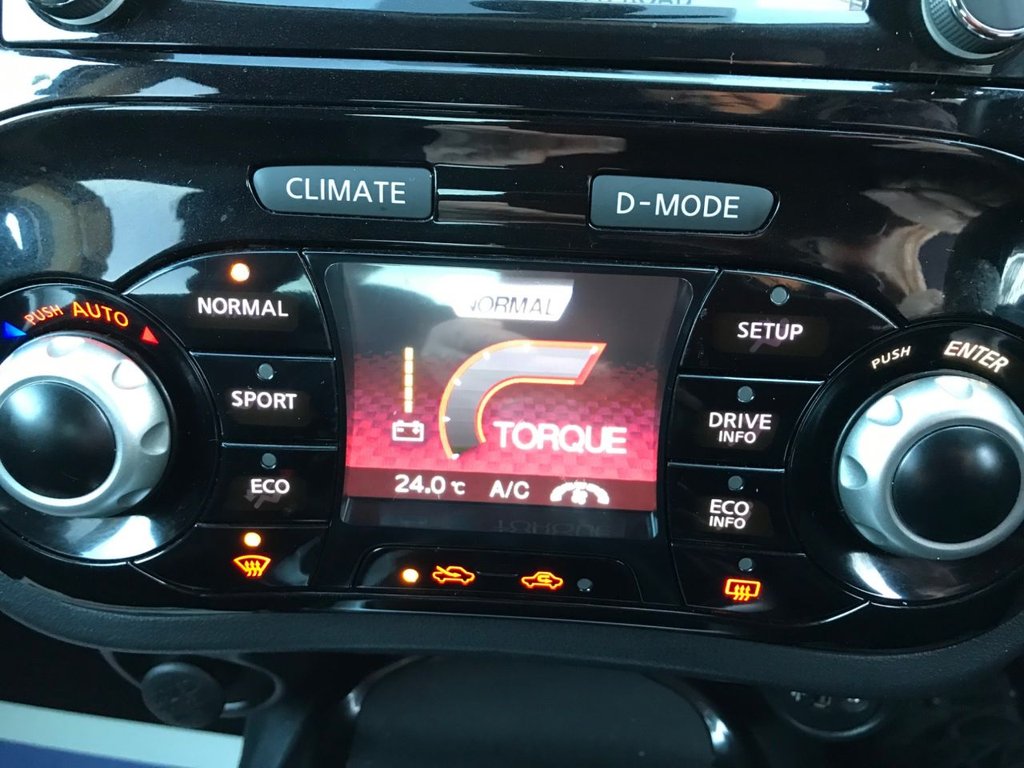 CLIMATE
D-MODE
PUSH AUTO
NORMAL
SPORT
ECO
NORMAL
TORQUE
24.0 °C A/C
SETUP
DRIVE
INFO
ECO
INFO
PUSH ENTER